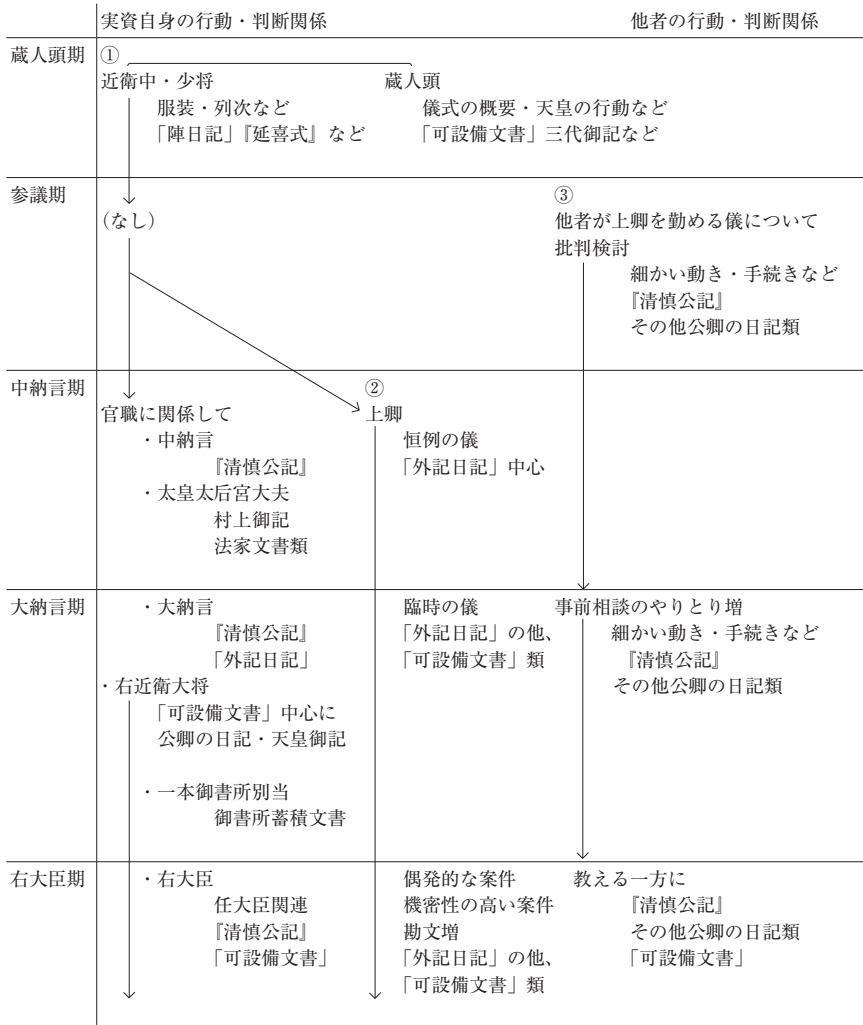 実資自身の行動・判断関係
他者の行動・判断関係
蔵人頭期
①
近衛中・少将
服装・列次など
「陣日記」『延喜式』など
蔵人頭
儀式の概要・天皇の行動など
「可設備文書」三代御記など
参議期
(なし)
③
他者が上卿を勤める儀について
批判検討
細かい動き・手続きなど
『清慎公記』
その他公卿の日記類
中納言期
官職に関係して
・中納言
『清慎公記』
・太皇太后宮大夫
村上御記
法家文書類
②
上卿
恒例の儀
「外記日記」中心
大納言期
・大納言
『清慎公記』
「外記日記」
・右近衛大将
「可設備文書」中心に
公卿の日記・天皇御記
・一本御書所別当
御書所蓄積文書
臨時の儀
「外記日記」の他、
「可設備文書」類
事前相談のやりとり増
細かい動き・手続きなど
『清慎公記』
その他公卿の日記類
右大臣期
・右大臣
任大臣関連
『清慎公記』
「可設備文書」
偶発的な案件
機密性の高い案件
勘文増
「外記日記」の他、
「可設備文書」類
教える一方に
『清慎公記』
その他公卿の日記類
「可設備文書」